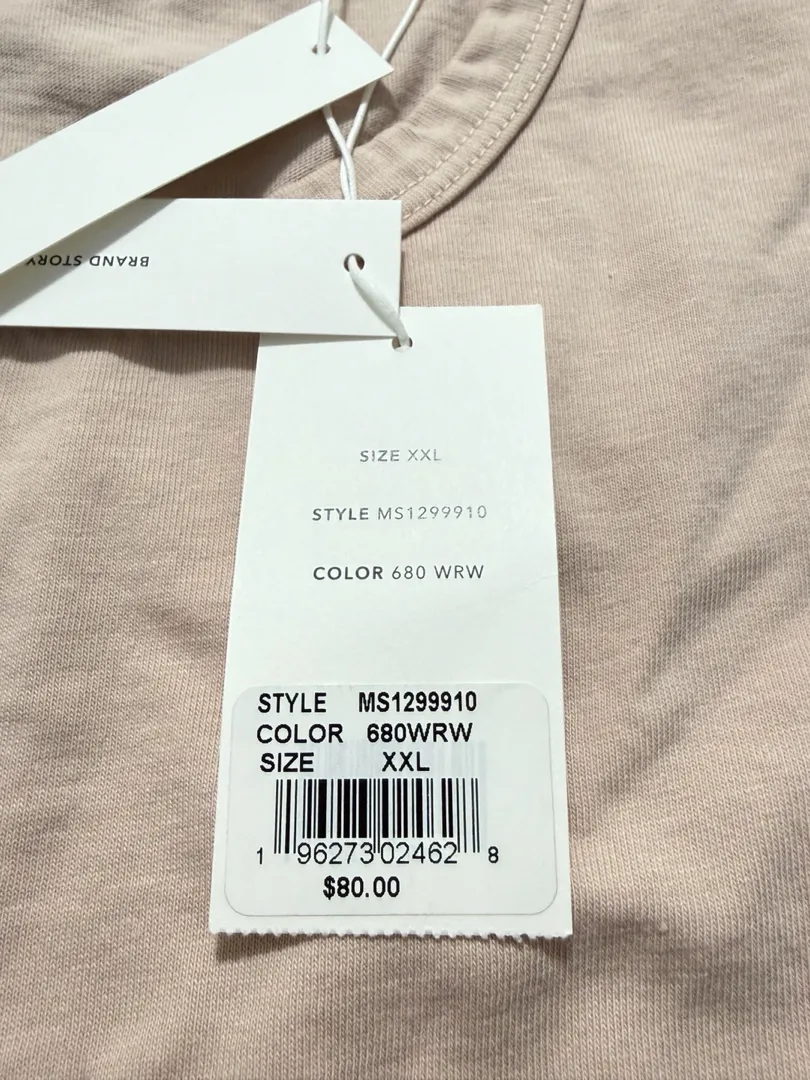 BRAND STORY
SIZE XXL
STYLE MS1299910
COLOR 680 WRW
STYLE MS1299910
COLOR 680WRW
SIZE XXL
1 96273 02462 8
$80.00